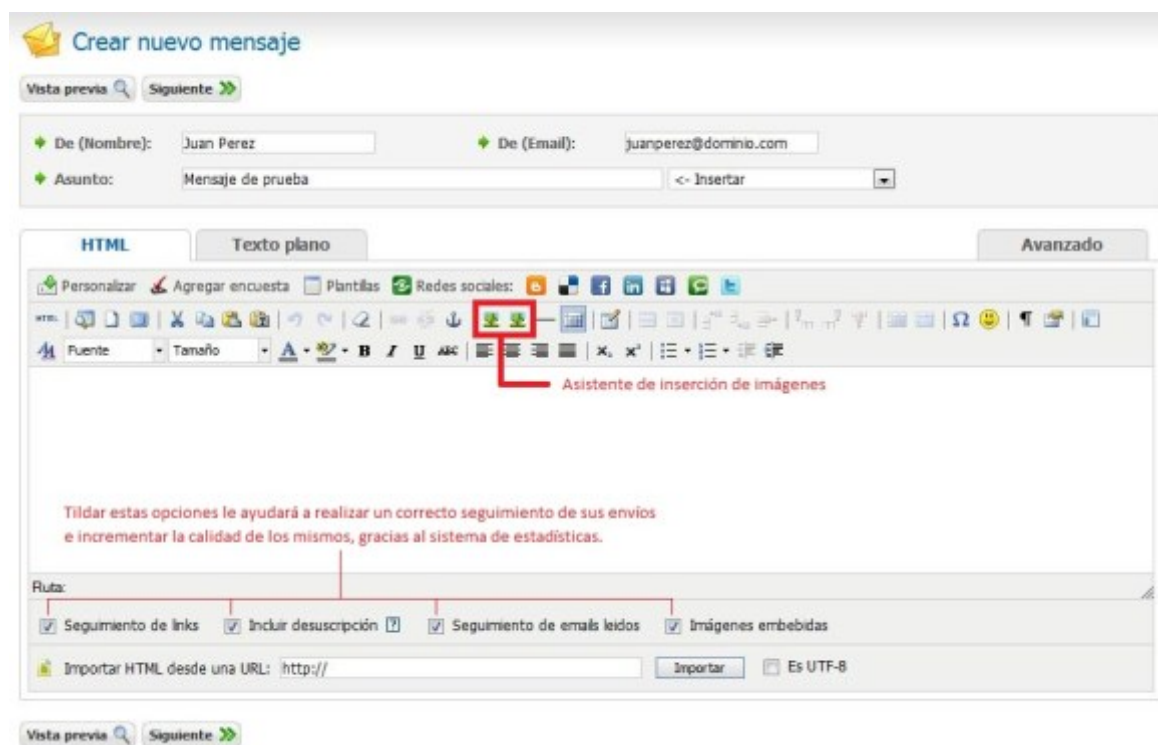 Crear nuevo mensaje
Vista previa Siguiente
De (Nombre): Juan Perez De (Email): juanperez@dominio.com
Asunto: Mensaje de prueba <- Insertar
HTML Texto plano Avanzado
Personalizar Agregar encuesta Plantillas Redes sociales:
HTML
Fuente Tamaño A B I U ABC
Asistente de inserción de imágenes
Tildar estas opciones le ayudará a realizar un correcto seguimiento de sus envíos
e incrementar la calidad de los mismos, gracias al sistema de estadísticas.
Ruta:
Seguimiento de links Incluir desuscripción Seguimiento de emails leidos Imágenes embebidas
Importar HTML desde una URL: http:// Importar Es UTF-8
Vista previa Siguiente